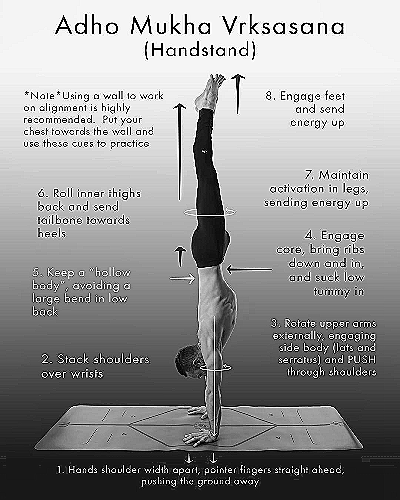 Adho Mukha Vrksasana
(Handstand)
*Note*Using a wall to work
on alignment is highly
recommended. Put your
chest towards the wall and
use these cues to practice
8. Engage feet
and send
energy up
7. Maintain
activation in legs,
sending energy up
6. Roll inner thighs
back and send
tailbone towards
heels
4. Engage
core, bring ribs
down and in,
and suck low
tummy in
5. Keep a "hollow
body", avoiding a
large bend in low
back
3. Rotate upper arms
externally, engaging
side body (lats and
serratus) and PUSH
through shoulders
2. Stack shoulders
over wrists
1. Hands shoulder width apart, pointer fingers straight ahead,
pushing the ground away